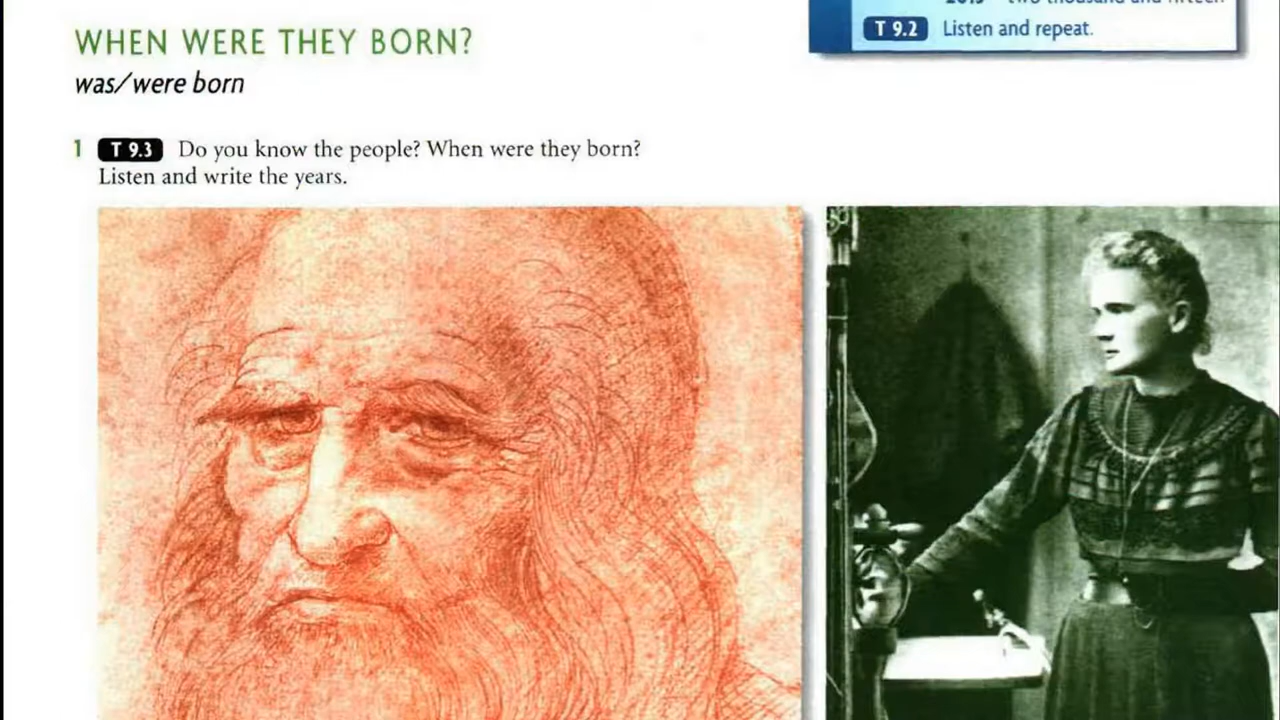 T 9.2 Listen and repeat.
WHEN WERE THEY BORN?
was/were born
1 T 9.3 Do you know the people? When were they born?
Listen and write the years.